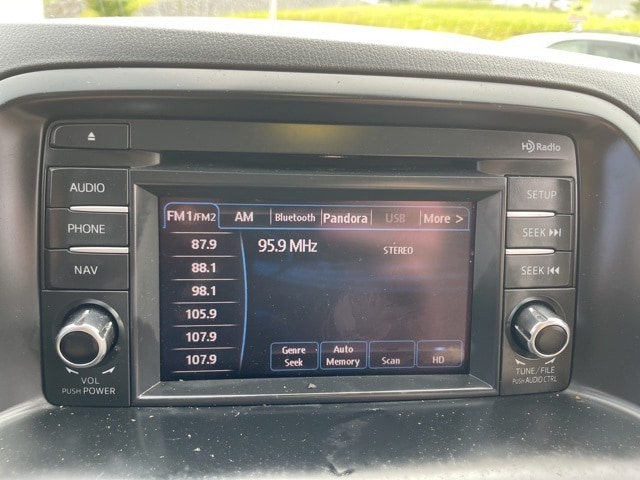 HD Radio
AUDIO
PHONE
NAV
VOL
PUSH POWER
FM1/FM2 AM Bluetooth Pandora USB More >
87.9
88.1
98.1
105.9
107.9
107.9
95.9 MHz
STEREO
Genre Seek
Auto Memory
Scan
HD
SETUP
SEEK
SEEK
TUNE/FILE
PUSH AUDIO CTRL